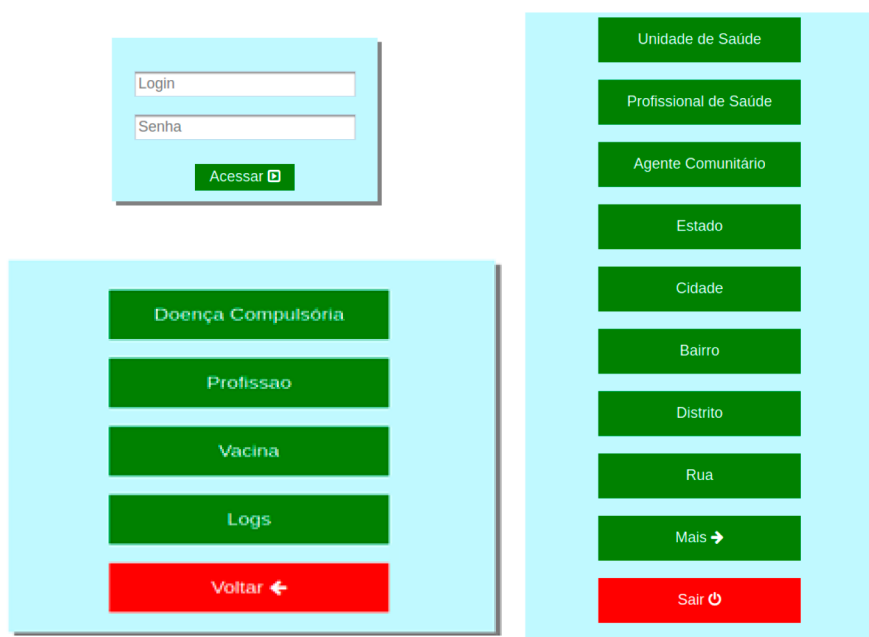 Login
Senha
Acessar
Doença Compulsória
Profissao
Vacina
Logs
Voltar
Unidade de Saúde
Profissional de Saúde
Agente Comunitário
Estado
Cidade
Bairro
Distrito
Rua
Mais
Sair